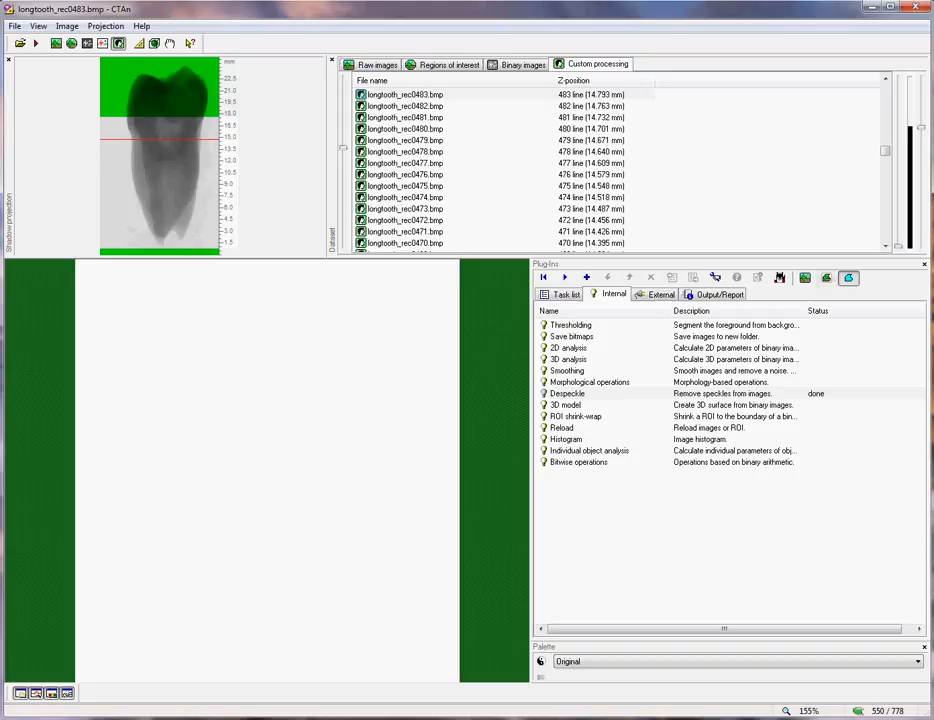 longtooth_rec0483.bmp - CTAn
File View Image Projection Help
Shadow projection
mm
22.5
21.0
19.5
18.0
16.5
15.0
13.5
12.0
10.5
9.0
7.5
6.0
4.5
3.0
1.5
Dataset
Raw images Regions of interest Binary images Custom processing
File name Z-position
longtooth_rec0483.bmp 483 line (14.793 mm)
longtooth_rec0482.bmp 482 line (14.763 mm)
longtooth_rec0481.bmp 481 line (14.732 mm)
longtooth_rec0480.bmp 480 line (14.701 mm)
longtooth_rec0479.bmp 479 line (14.671 mm)
longtooth_rec0478.bmp 478 line (14.640 mm)
longtooth_rec0477.bmp 477 line (14.609 mm)
longtooth_rec0476.bmp 476 line (14.579 mm)
longtooth_rec0475.bmp 475 line (14.548 mm)
longtooth_rec0474.bmp 474 line (14.518 mm)
longtooth_rec0473.bmp 473 line (14.487 mm)
longtooth_rec0472.bmp 472 line (14.456 mm)
longtooth_rec0471.bmp 471 line (14.426 mm)
longtooth_rec0470.bmp 470 line (14.395 mm)
Plug-Ins
Task list Internal External Output/Report
Name Description Status
Thresholding Segment the foreground from backgro...
Save bitmaps Save images to new folder.
2D analysis Calculate 2D parameters of binary ima...
3D analysis Calculate 3D parameters of binary ima...
Smoothing Smooth images and remove a noise. ...
Morphological operations Morphology-based operations.
Despeckle Remove speckles from images. done
3D model Create 3D surface from binary images.
ROI shrink-wrap Shrink a ROI to the boundary of a bin...
Reload Reload images or ROI.
Histogram Image histogram.
Individual object analysis Calculate individual parameters of obj...
Bitwise operations Operations based on binary arithmetic.
Palette
Original
155% 550 / 778